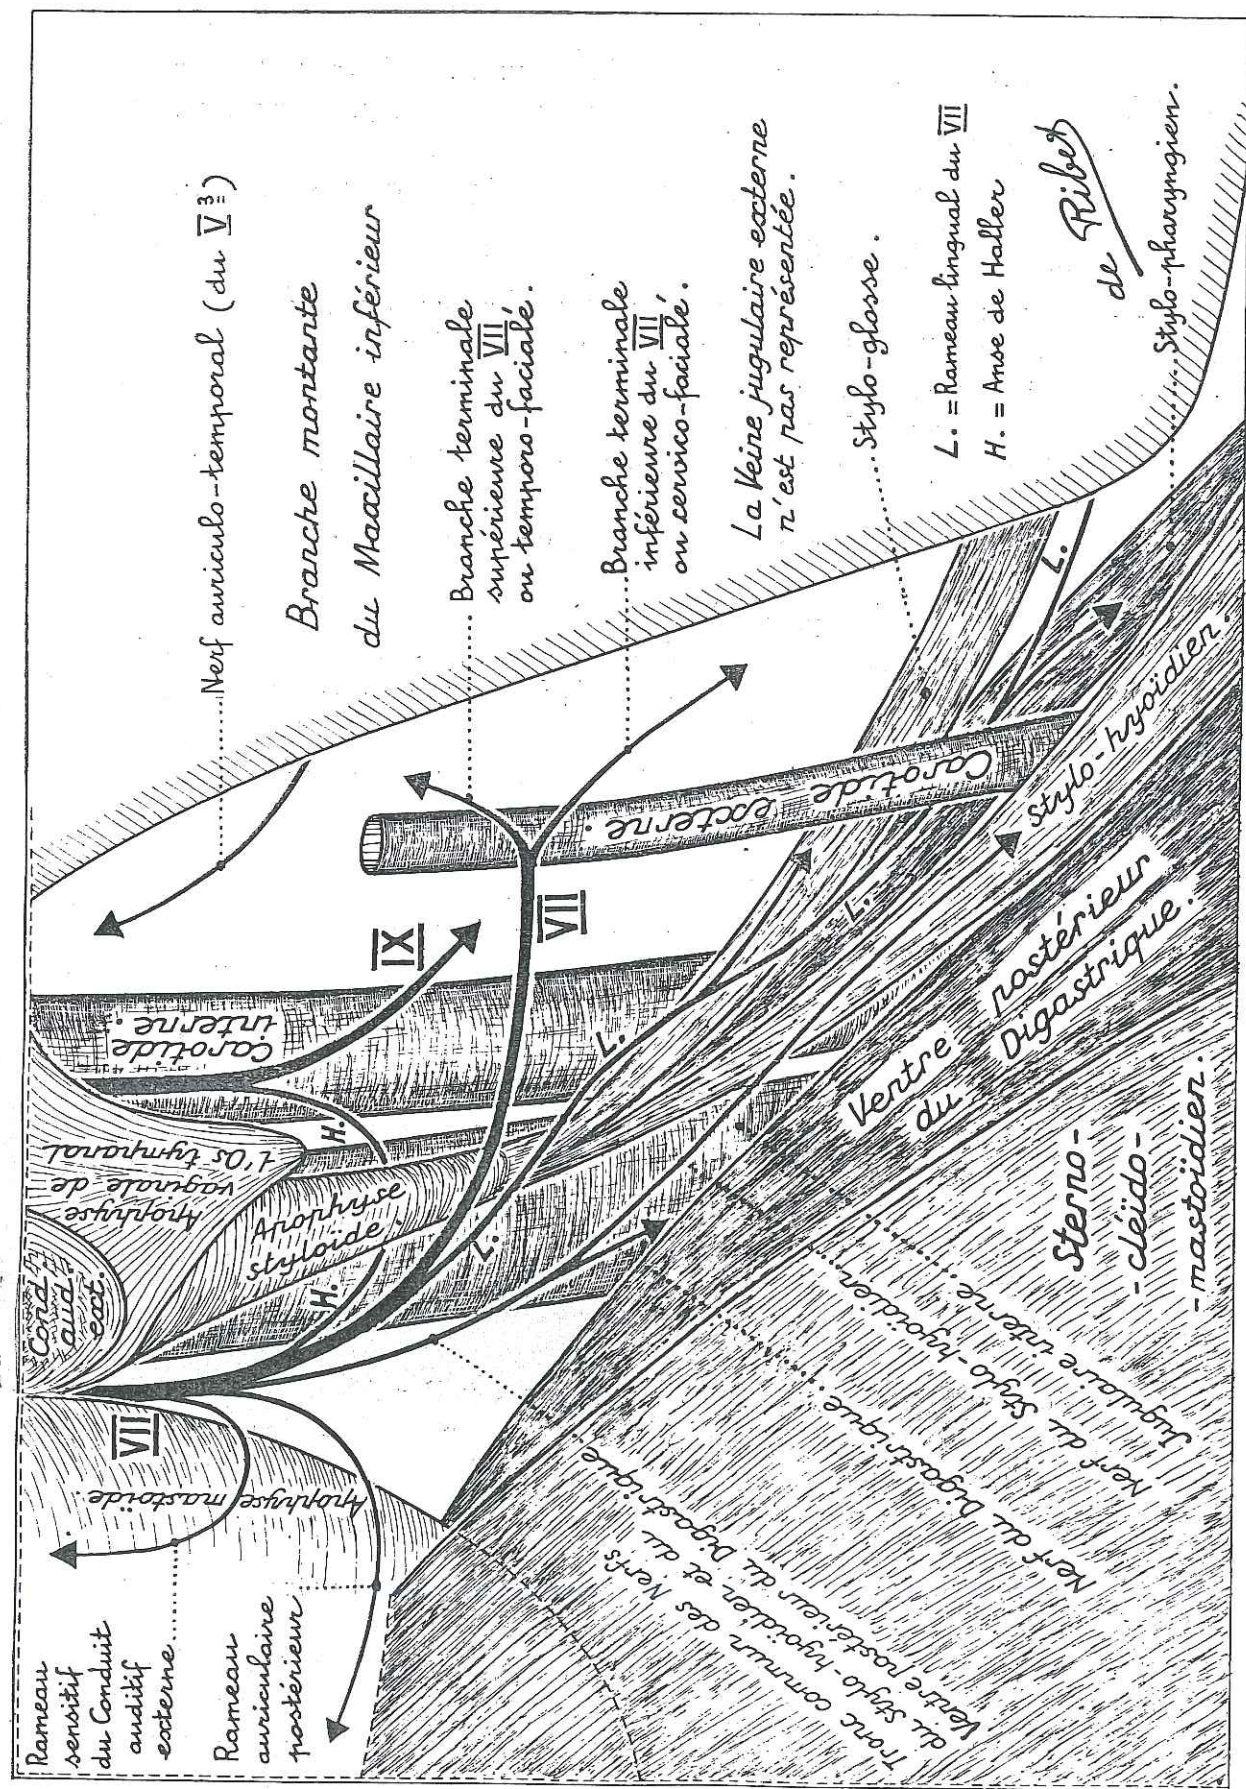 Rameau
sensitif
du Conduit
auditif
externe
Rameau
auriculaire
postérieur
VII
Apophyse
mastoïde.
Cond.
aud.
ext.
Apophyse
vaginale de
l'Os tympanal
Apophyse
styloïde.
H.
H.
Carotide
interne.
IX
VII
L.
L.
L.
L.
Carotide externe.
Nerf auriculo-temporal (du V³)
Branche montante
du Maxillaire inférieur
Branche terminale
supérieure du VII
ou temporo-faciale.
Branche terminale
inférieure du VII,
ou cervico-faciale.
La Veine jugulaire externe
n'est pas représentée.
Stylo-glosse.
L. = Rameau lingual du VII
H. = Anse de Haller
de Ribet
Stylo-pharyngien.
Stylo-hyoïdien.
Ventre postérieur
du Digastrique.
Sterno-
-cléïdo-
-mastoïdien.
Jugulaire interne.
Nerf du Stylo-hyoïdien
Nerf du Digastrique.
Tronc commun des Nerfs
du Stylo-hyoïdien et du
Ventre postérieur du Digastrique.